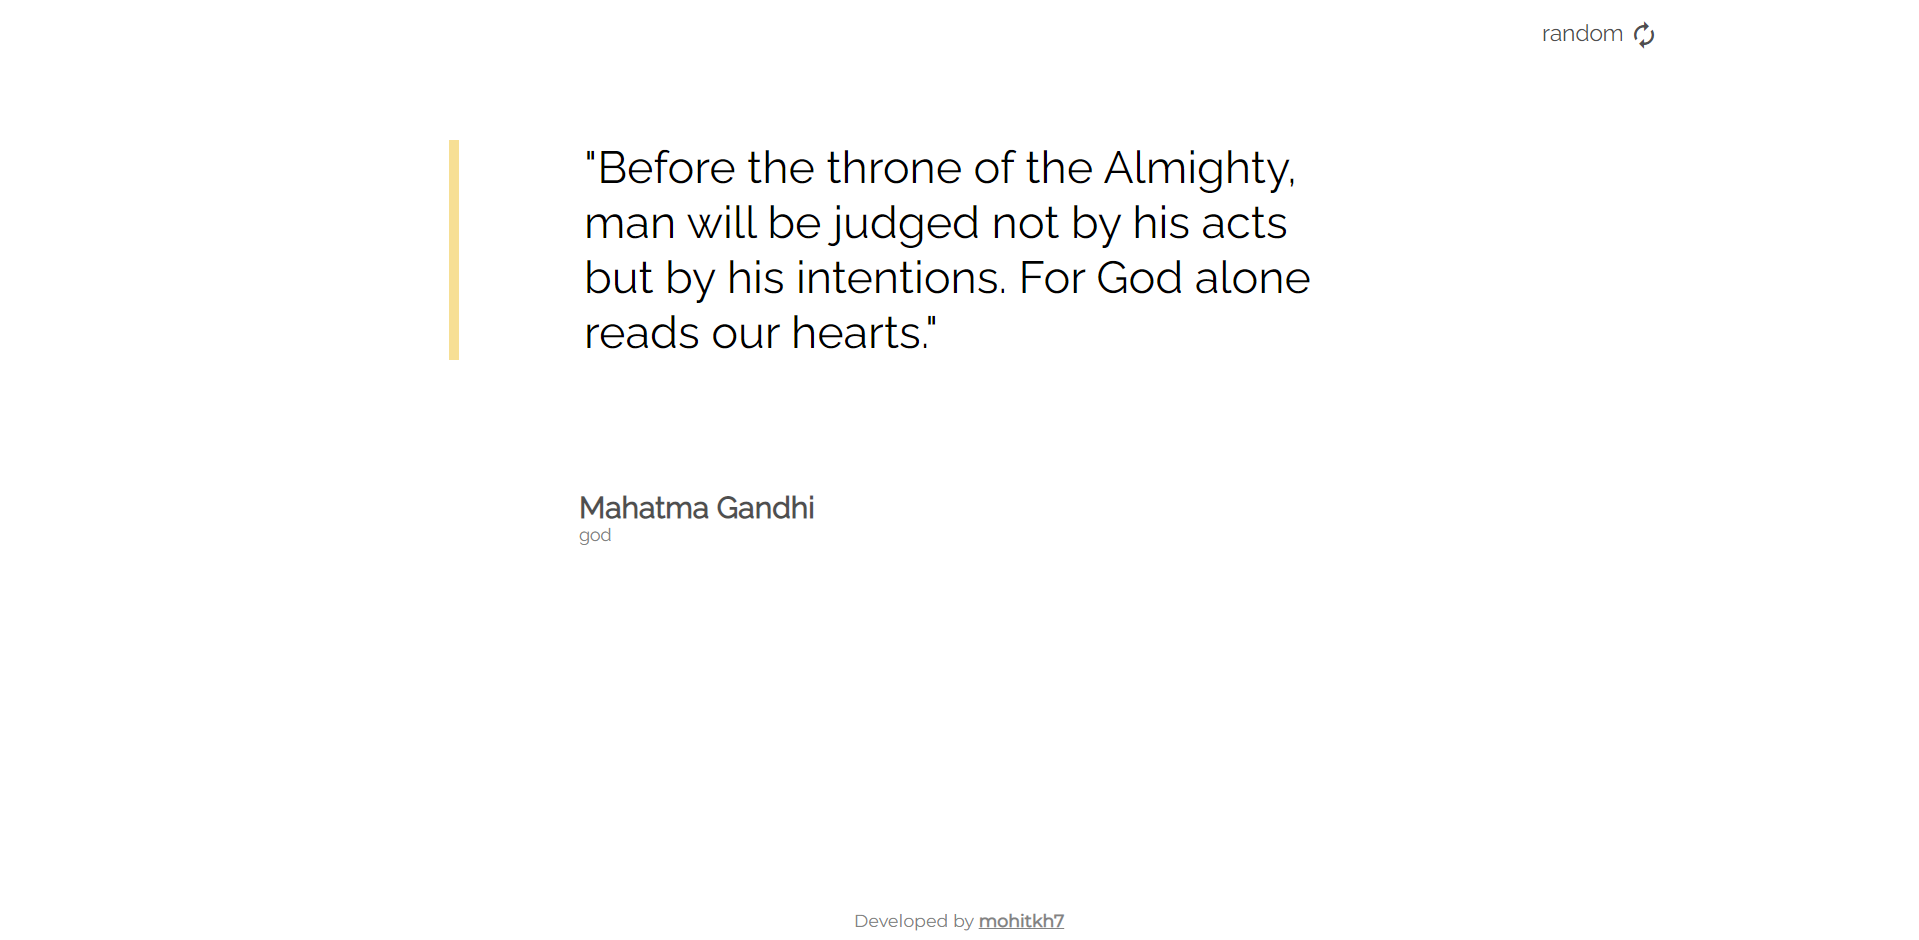 random
"Before the throne of the Almighty,
man will be judged not by his acts
but by his intentions. For God alone
reads our hearts."
Mahatma Gandhi
god
Developed by mohitkh7